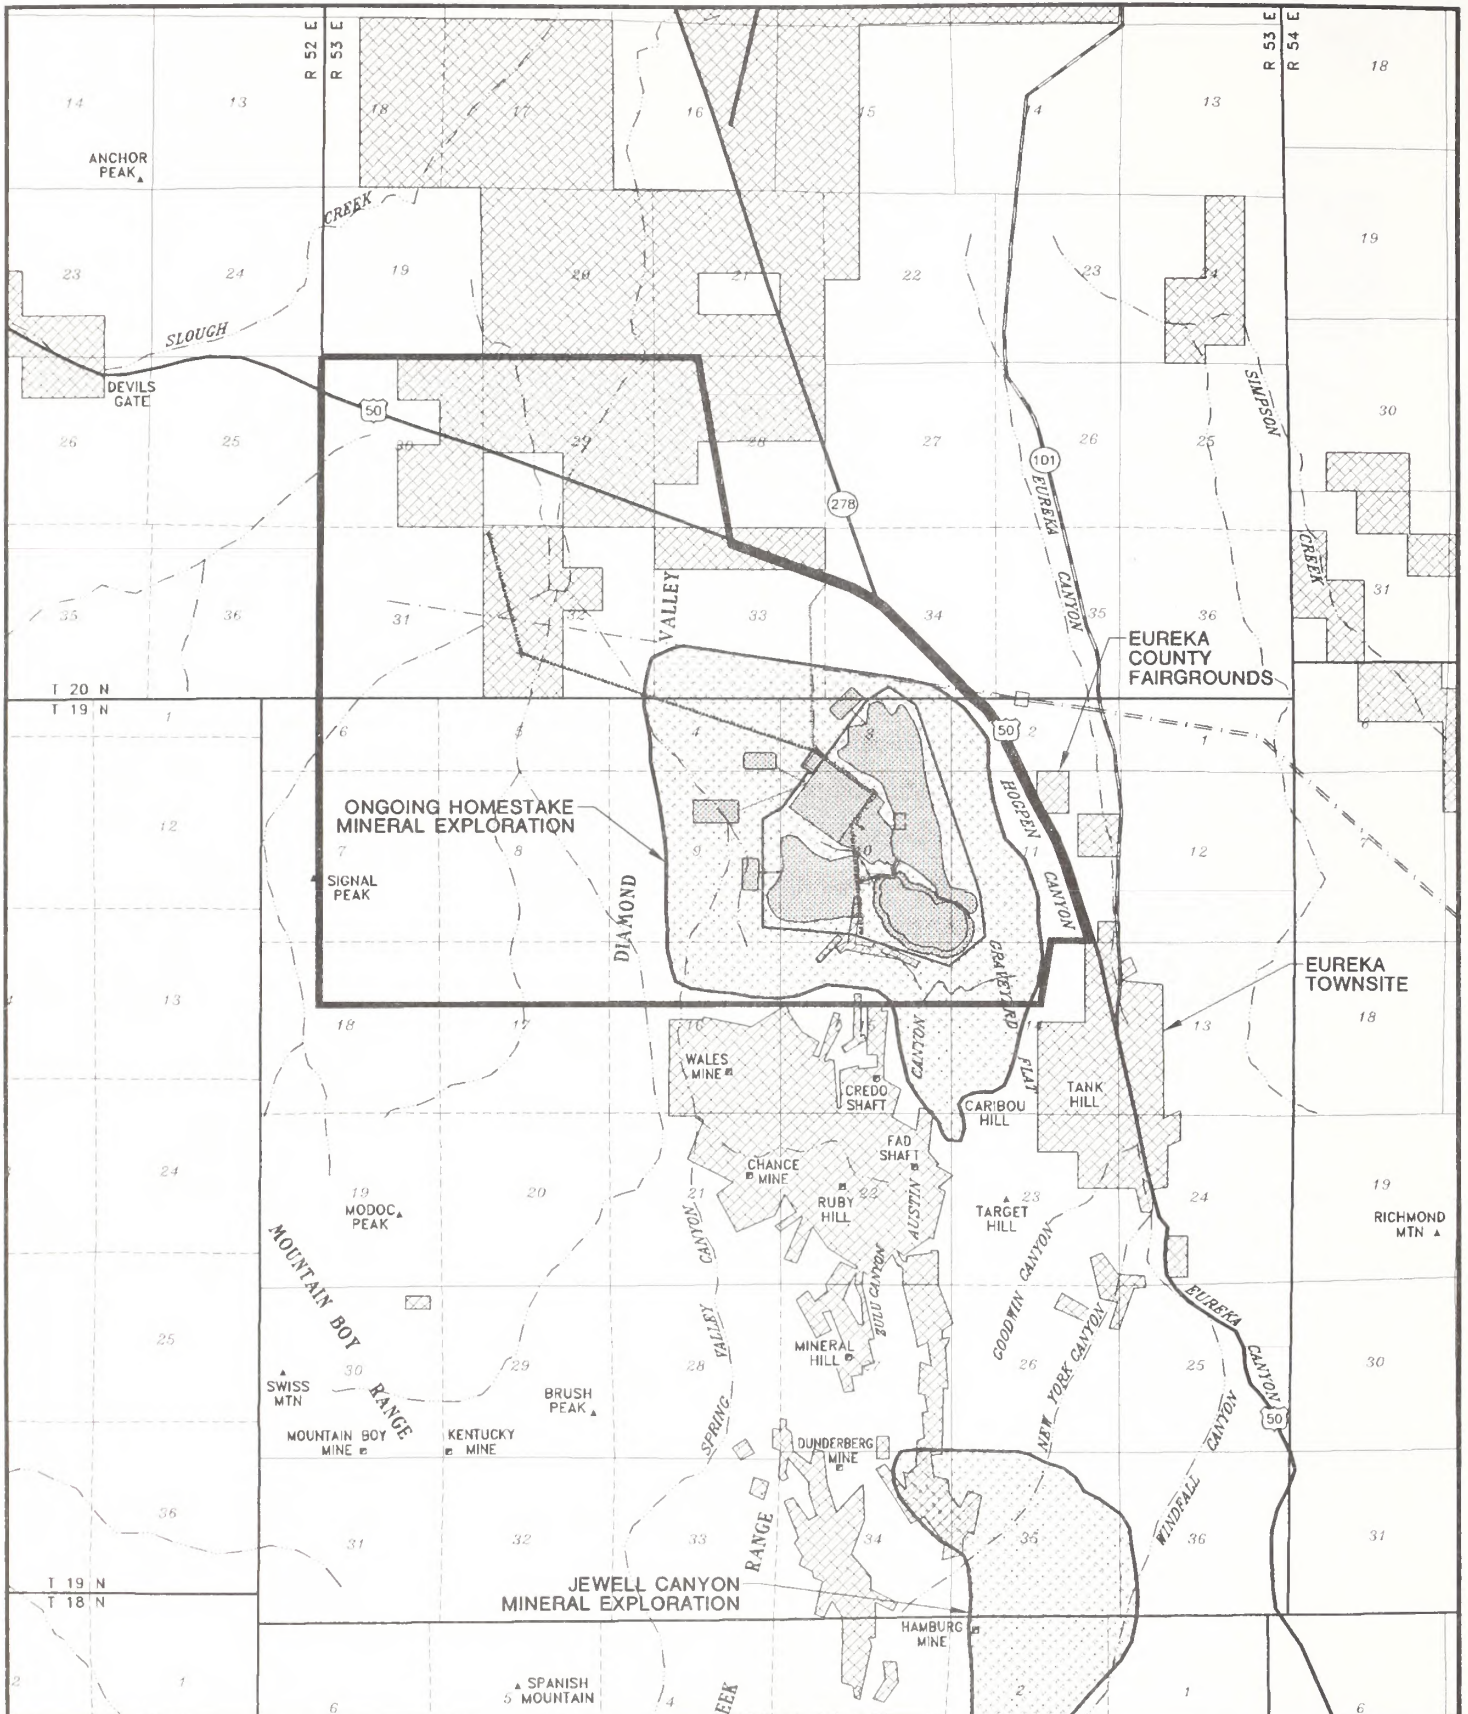 R 52 E
R 53 E
R 53 E
R 54 E
14
13
18
17
16
15
14
13
18
ANCHOR
PEAK
CREEK
23
24
19
20
21
22
23
24
19
SLOUGH
DEVILS
GATE
50
SIMPSON
26
25
30
29
28
27
26
25
30
101
278
EUREKA
CANYON
CREEK
35
36
31
32
VALLEY
33
34
35
36
31
EUREKA
COUNTY
FAIRGROUNDS
T 20 N
T 19 N
1
6
5
4
3
50
2
1
6
ONGOING HOMESTAKE
MINERAL EXPLORATION
HOGPEN
CANYON
12
7
8
9
10
11
12
7
SIGNAL
PEAK
DIAMOND
GRAVEYARD
FLAT
EUREKA
TOWNSITE
13
18
17
16
15
14
13
18
WALES
MINE
CREDO
SHAFT
CANYON
CARIBOU
HILL
TANK
HILL
24
19
20
21
22
23
24
19
FAD
SHAFT
CHANCE
MINE
RUBY
HILL
AUSTIN
TARGET
HILL
MODOC
PEAK
RICHMOND
MTN
MOUNTAIN BOY
RANGE
CANYON
VALLEY
SPRING
ZULU CANYON
GOODWIN CANYON
NEW YORK CANYON
EUREKA
CANYON
50
WINDFALL
CANYON
25
30
29
28
27
26
25
30
MINERAL
HILL
SWISS
MTN
BRUSH
PEAK
MOUNTAIN BOY
MINE
KENTUCKY
MINE
DUNDERBERG
MINE
36
31
32
33
RANGE
34
35
36
31
JEWELL CANYON
MINERAL EXPLORATION
T 19 N
T 18 N
HAMBURG
MINE
2
1
6
SPANISH
5 MOUNTAIN
4
EEK
2
1
6